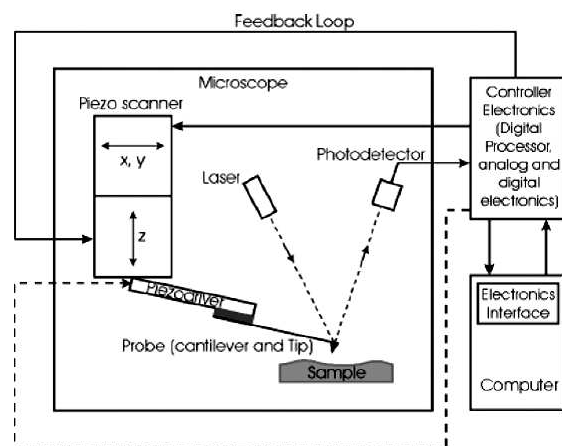 Feedback Loop
Microscope
Piezo scanner
x, y
z
Laser
Photodetector
Controller
Electronics
(Digital
Processor,
analog and
digital
electronics)
Piezodriver
Probe (cantilever and Tip)
Sample
Electronics
Interface
Computer